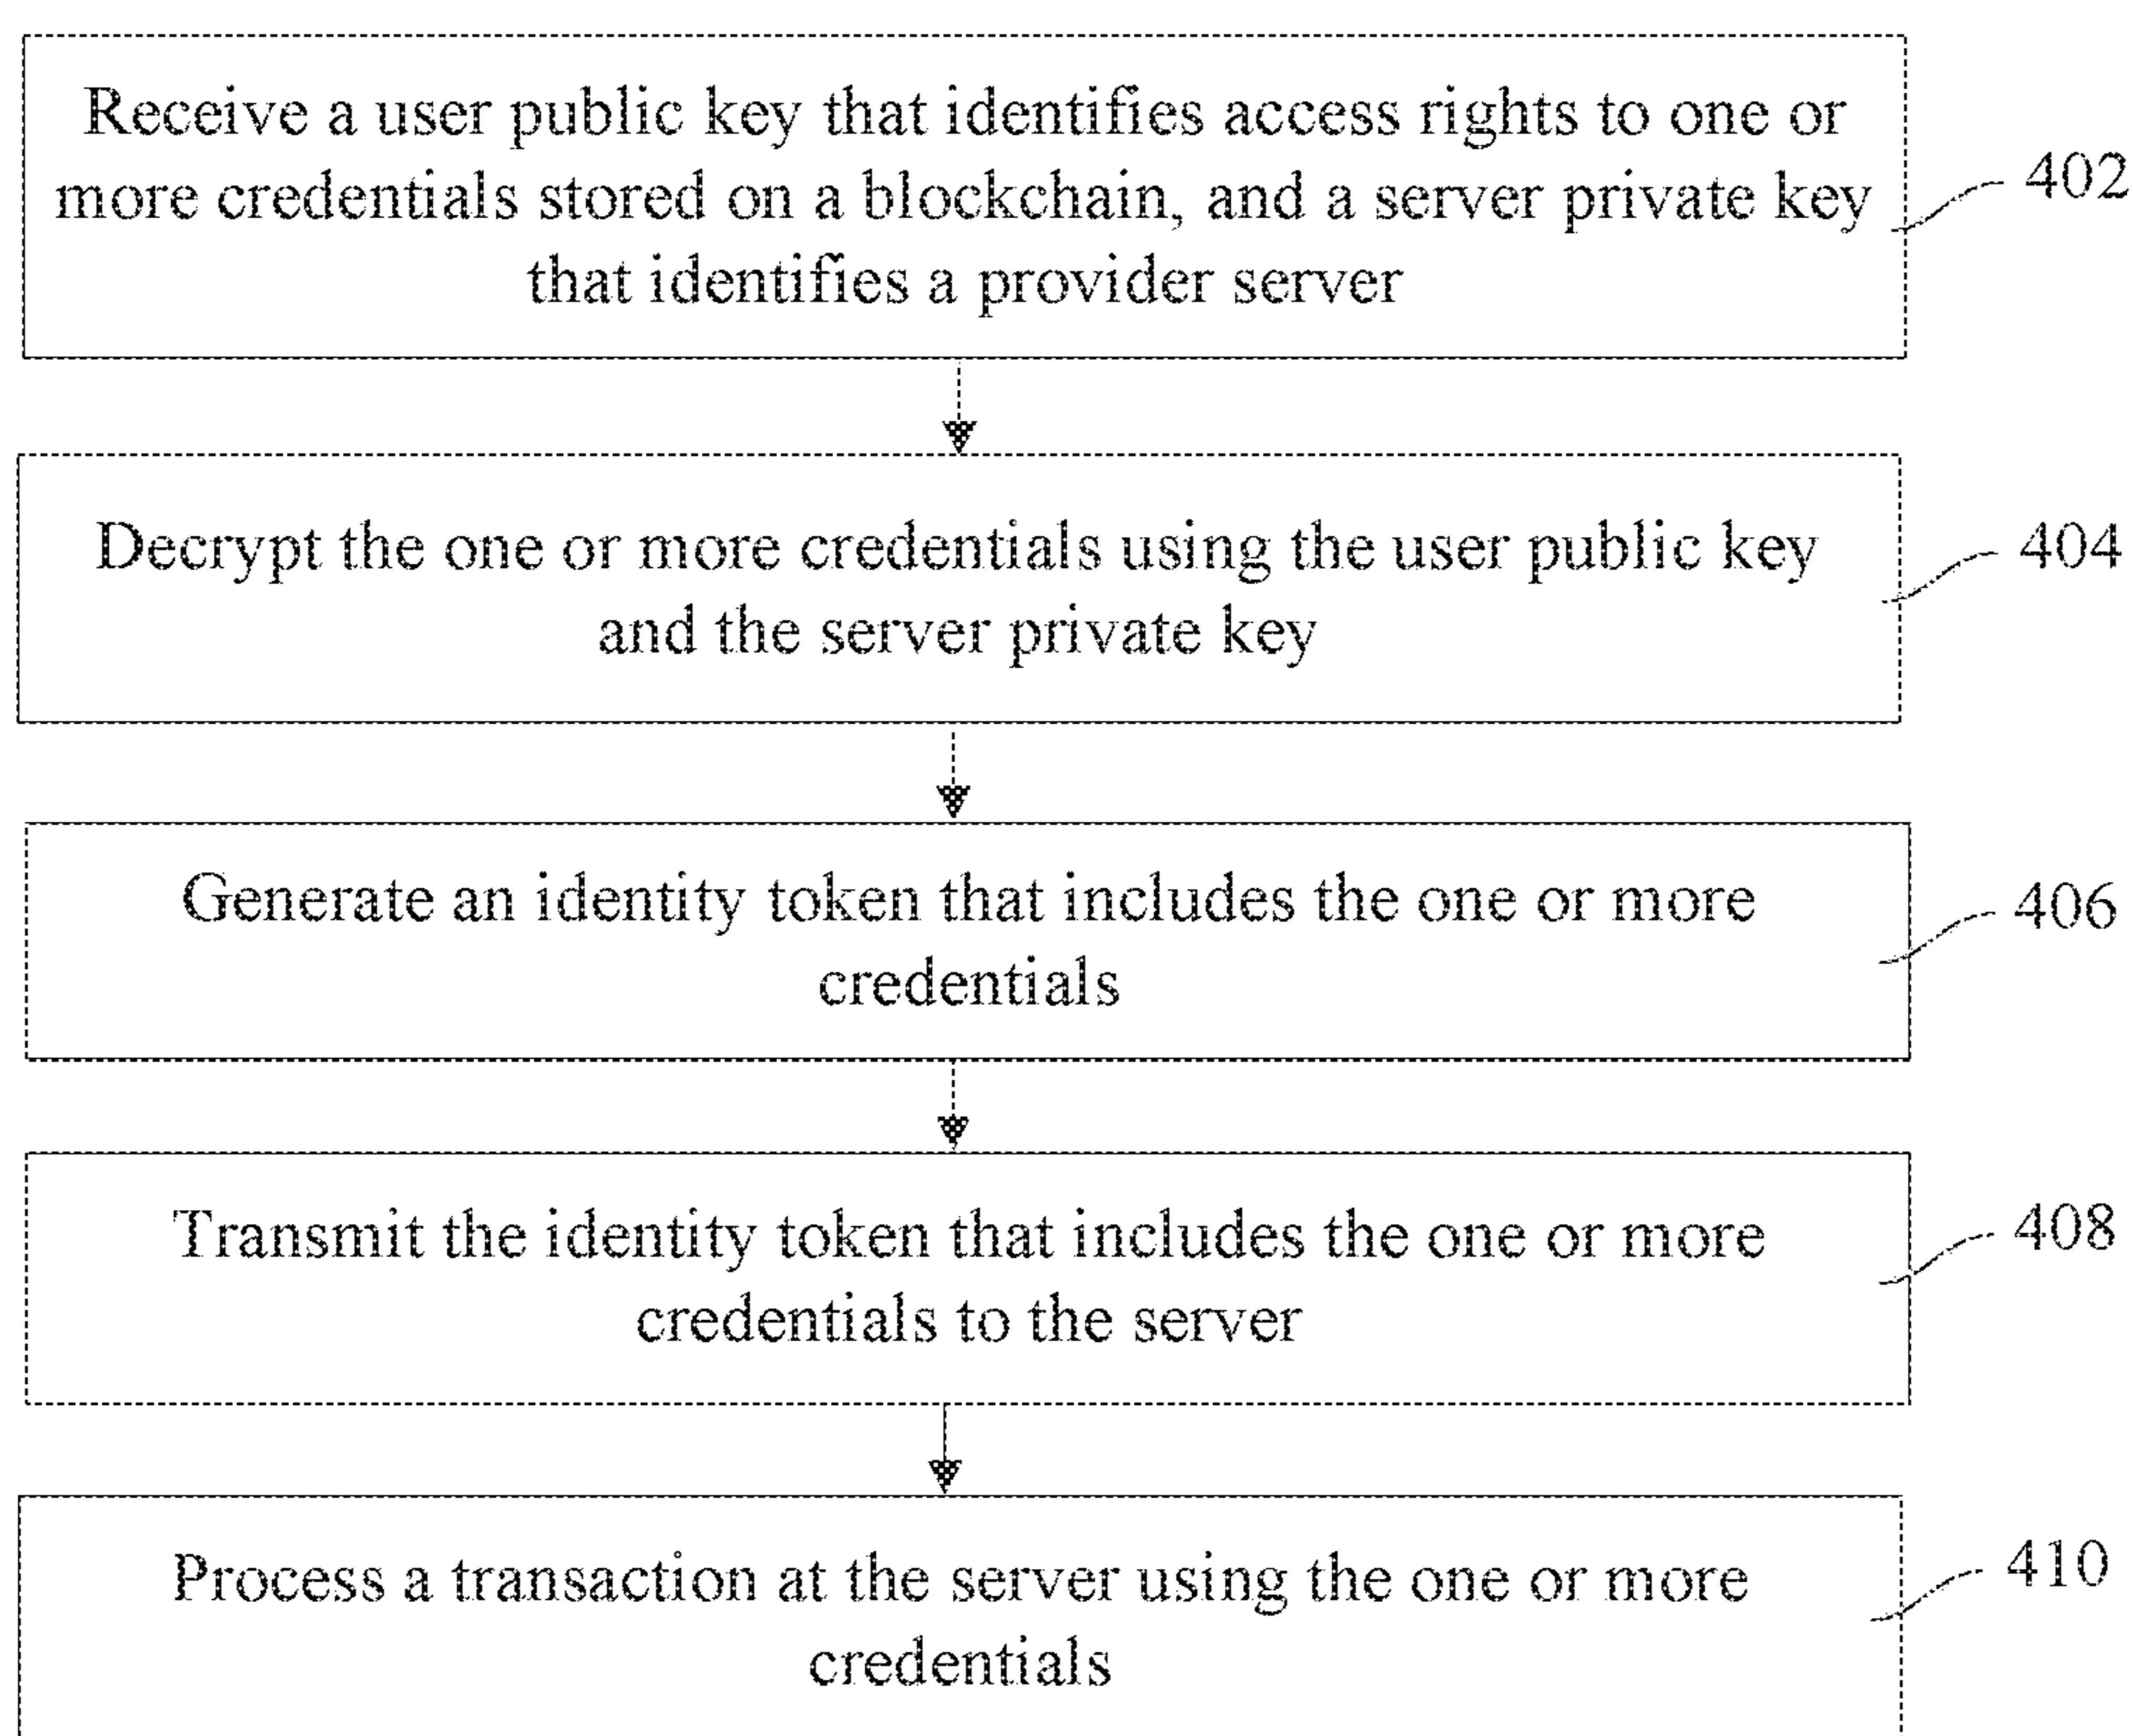 Receive a user public key that identifies access rights to one or
more credentials stored on a blockchain, and a server private key
that identifies a provider server
402
Decrypt the one or more credentials using the user public key
and the server private key
404
Generate an identity token that includes the one or more
credentials
406
Transmit the identity token that includes the one or more
credentials to the server
408
Process a transaction at the server using the one or more
credentials
410